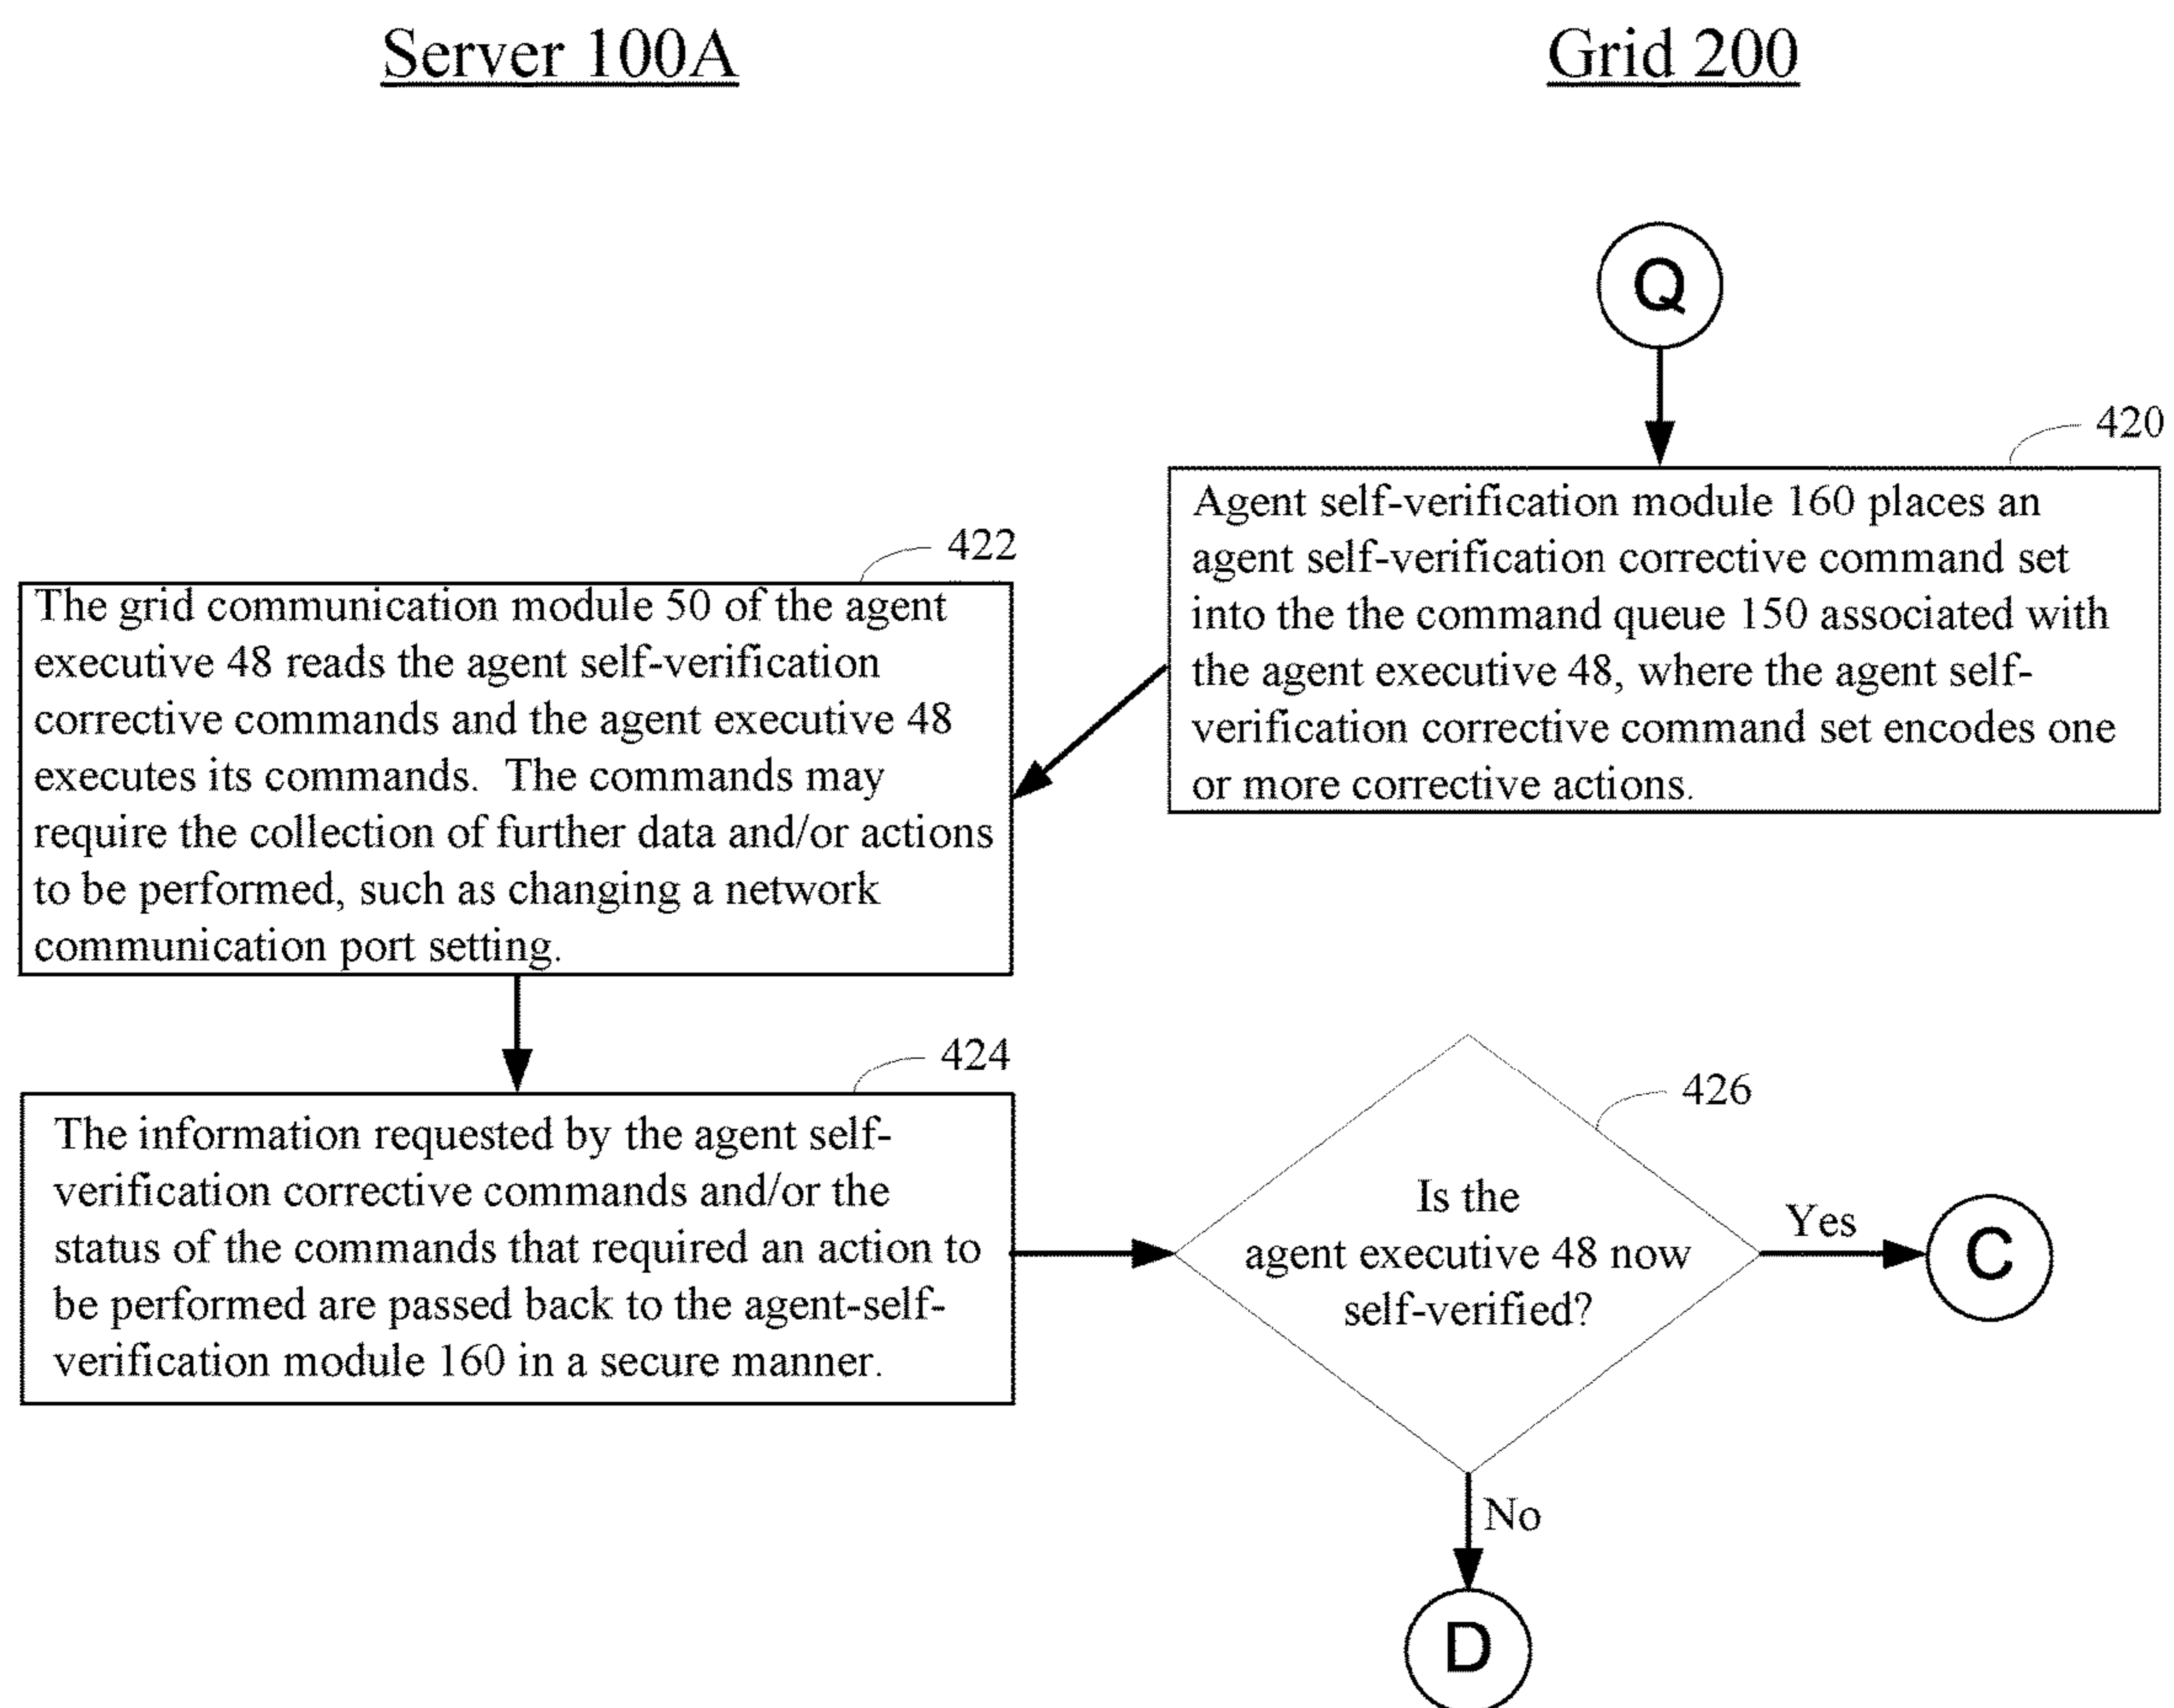 Server 100A
Grid 200
Q
420
Agent self-verification module 160 places an
agent self-verification corrective command set
into the the command queue 150 associated with
the agent executive 48, where the agent self-
verification corrective command set encodes one
or more corrective actions.
422
The grid communication module 50 of the agent
executive 48 reads the agent self-verification
corrective commands and the agent executive 48
executes its commands.  The commands may
require the collection of further data and/or actions
to be performed, such as changing a network
communication port setting.
424
The information requested by the agent self-
verification corrective commands and/or the
status of the commands that required an action to
be performed are passed back to the agent-self-
verification module 160 in a secure manner.
426
Is the
agent executive 48 now
self-verified?
Yes
C
No
D